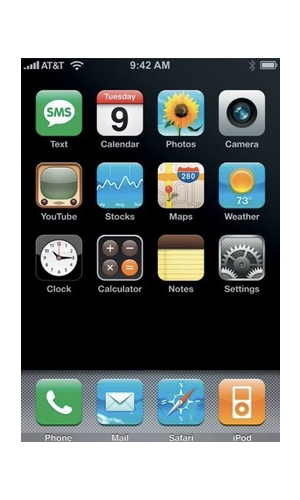 AT&T 9:42 AM
SMS Tuesday 9 280 73°
Text Calendar Photos Camera
YouTube Stocks Maps Weather
Clock Calculator Notes Settings
Phone Mail Safari iPod